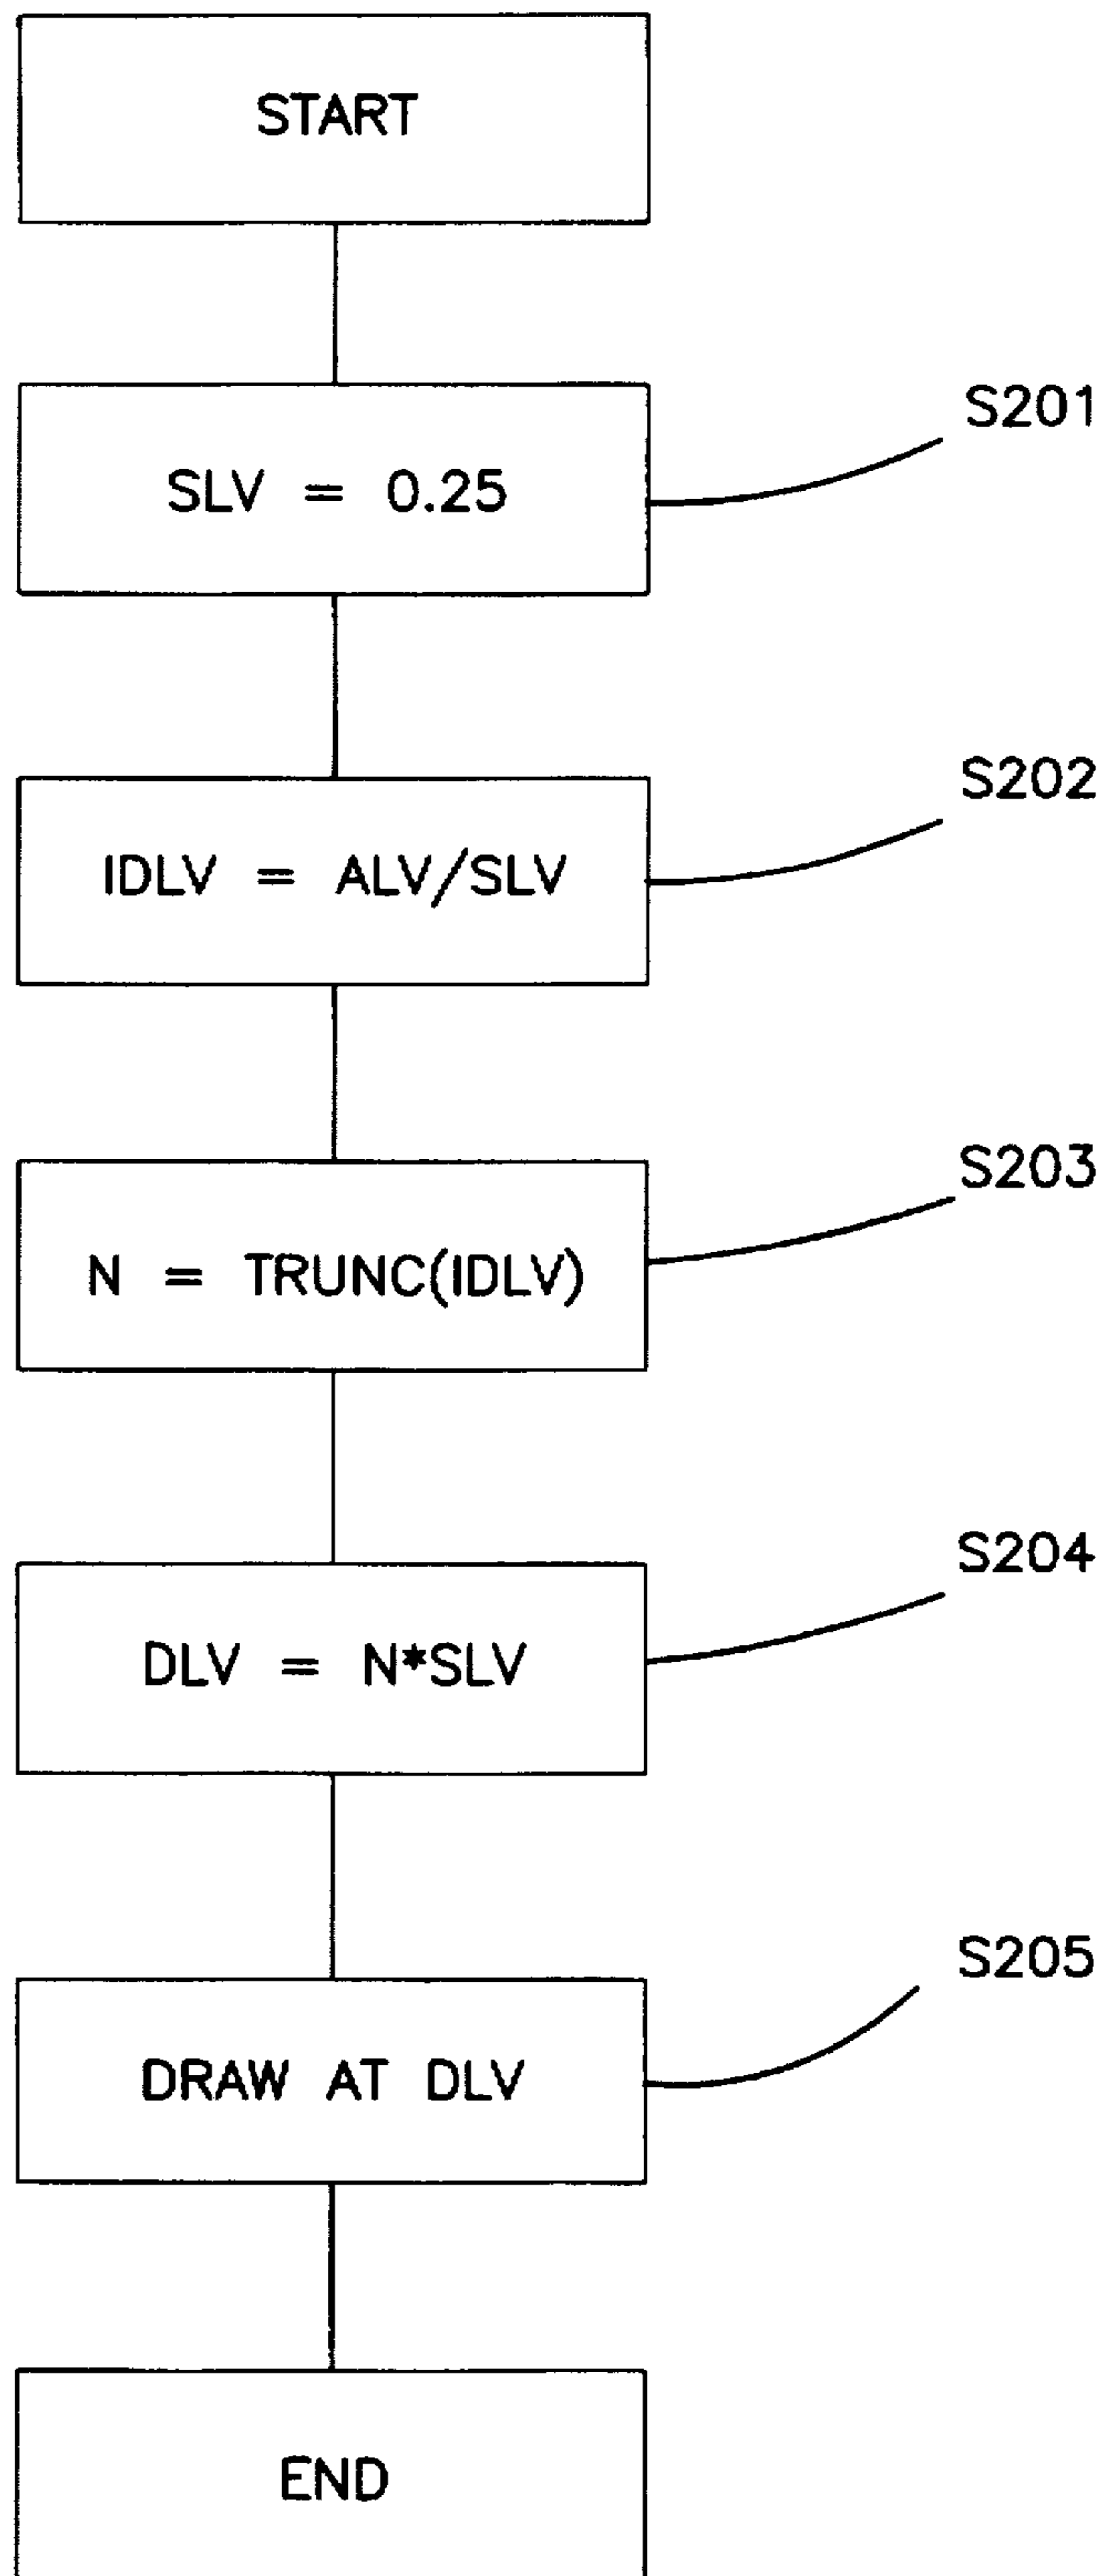 START
S201
SLV = 0.25
S202
IDLV = ALV/SLV
S203
N = TRUNC(IDLV)
S204
DLV = N*SLV
S205
DRAW AT DLV
END